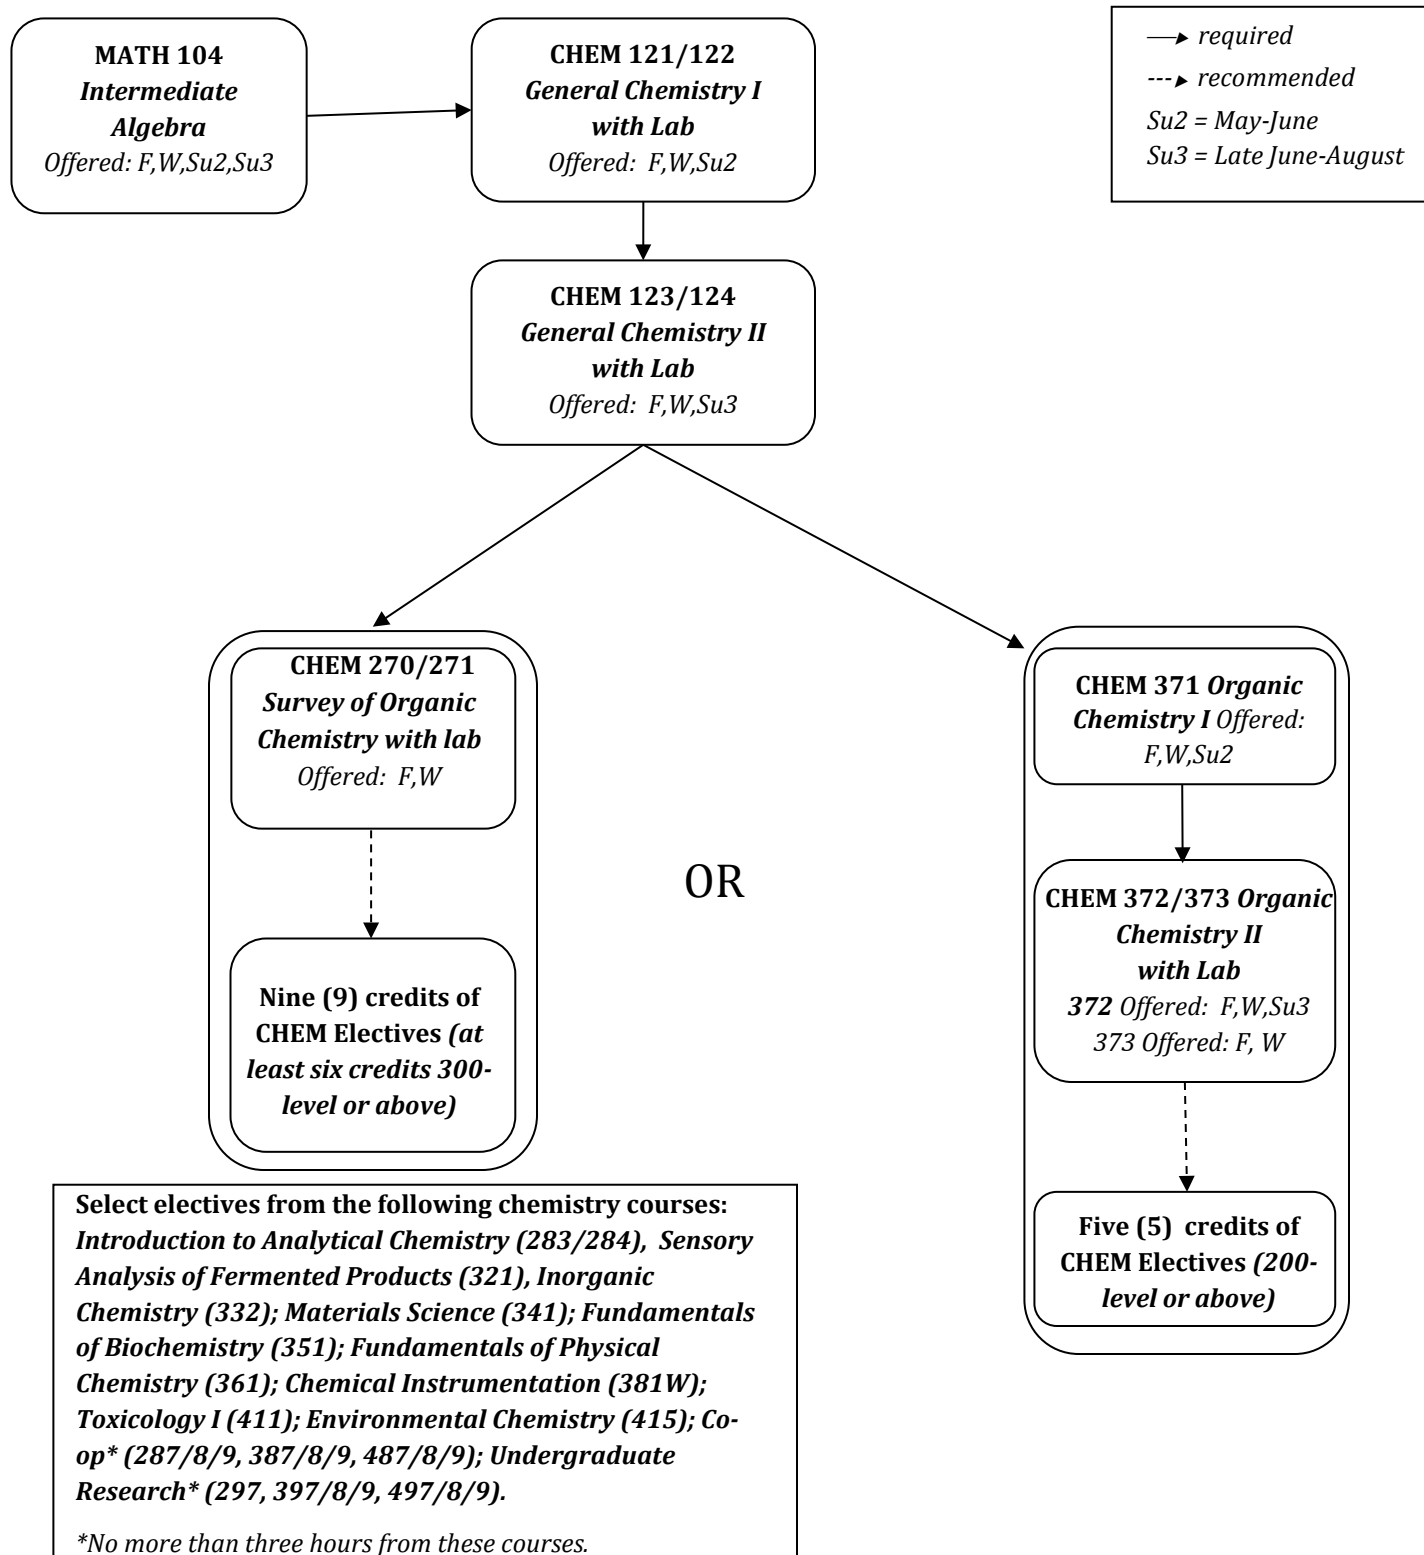 MATH 104
Intermediate
Algebra
Offered: F,W,Su2,Su3
CHEM 121/122
General Chemistry I
with Lab
Offered:  F,W,Su2
required
recommended
Su2 = May-June
Su3 = Late June-August
CHEM 123/124
General Chemistry II
with Lab
Offered:  F,W,Su3
CHEM 270/271
Survey of Organic
Chemistry with lab
Offered:  F,W
Nine (9) credits of
CHEM Electives (at
least six credits 300-
level or above)
OR
CHEM 371 Organic
Chemistry I Offered:
F,W,Su2
CHEM 372/373 Organic
Chemistry II
with Lab
372 Offered:  F,W,Su3
373 Offered: F, W
Five (5)  credits of
CHEM Electives (200-
level or above)
Select electives from the following chemistry courses:
Introduction to Analytical Chemistry (283/284),  Sensory
Analysis of Fermented Products (321), Inorganic
Chemistry (332); Materials Science (341); Fundamentals
of Biochemistry (351); Fundamentals of Physical
Chemistry (361); Chemical Instrumentation (381W);
Toxicology I (411); Environmental Chemistry (415); Co-
op* (287/8/9, 387/8/9, 487/8/9); Undergraduate
Research* (297, 397/8/9, 497/8/9).
*No more than three hours from these courses.